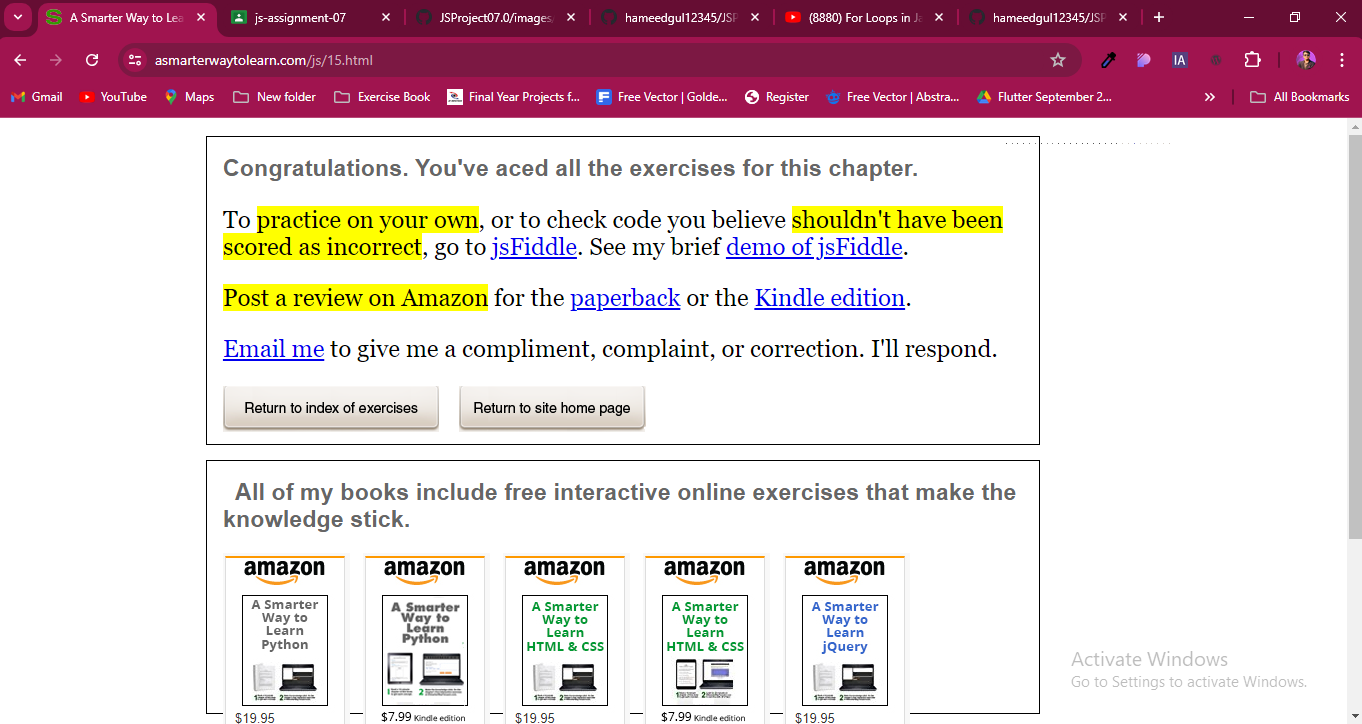 A Smarter Way to Lea
js-assignment-07
JSProject07.0/images
hameedgul12345/JSP
(8880) For Loops in Ja
hameedgul12345/JSP
asmarterwaytolearn.com/js/15.html
IA
Gmail
YouTube
Maps
New folder
Exercise Book
Final Year Projects f...
Free Vector | Golde...
Register
Free Vector | Abstra...
Flutter September 2...
All Bookmarks
Congratulations. You've aced all the exercises for this chapter.
To practice on your own, or to check code you believe shouldn't have been
scored as incorrect, go to jsFiddle. See my brief demo of jsFiddle.
Post a review on Amazon for the paperback or the Kindle edition.
Email me to give me a compliment, complaint, or correction. I'll respond.
Return to index of exercises
Return to site home page
All of my books include free interactive online exercises that make the
knowledge stick.
amazon
A Smarter
Way to
Learn
Python
$19.95
amazon
A Smarter
Way to
Learn
Python
$7.99 Kindle edition
amazon
A Smarter
Way to
Learn
HTML & CSS
$19.95
amazon
A Smarter
Way to
Learn
HTML & CSS
$7.99 Kindle edition
amazon
A Smarter
Way to
Learn
jQuery
$19.95
Activate Windows
Go to Settings to activate Windows.